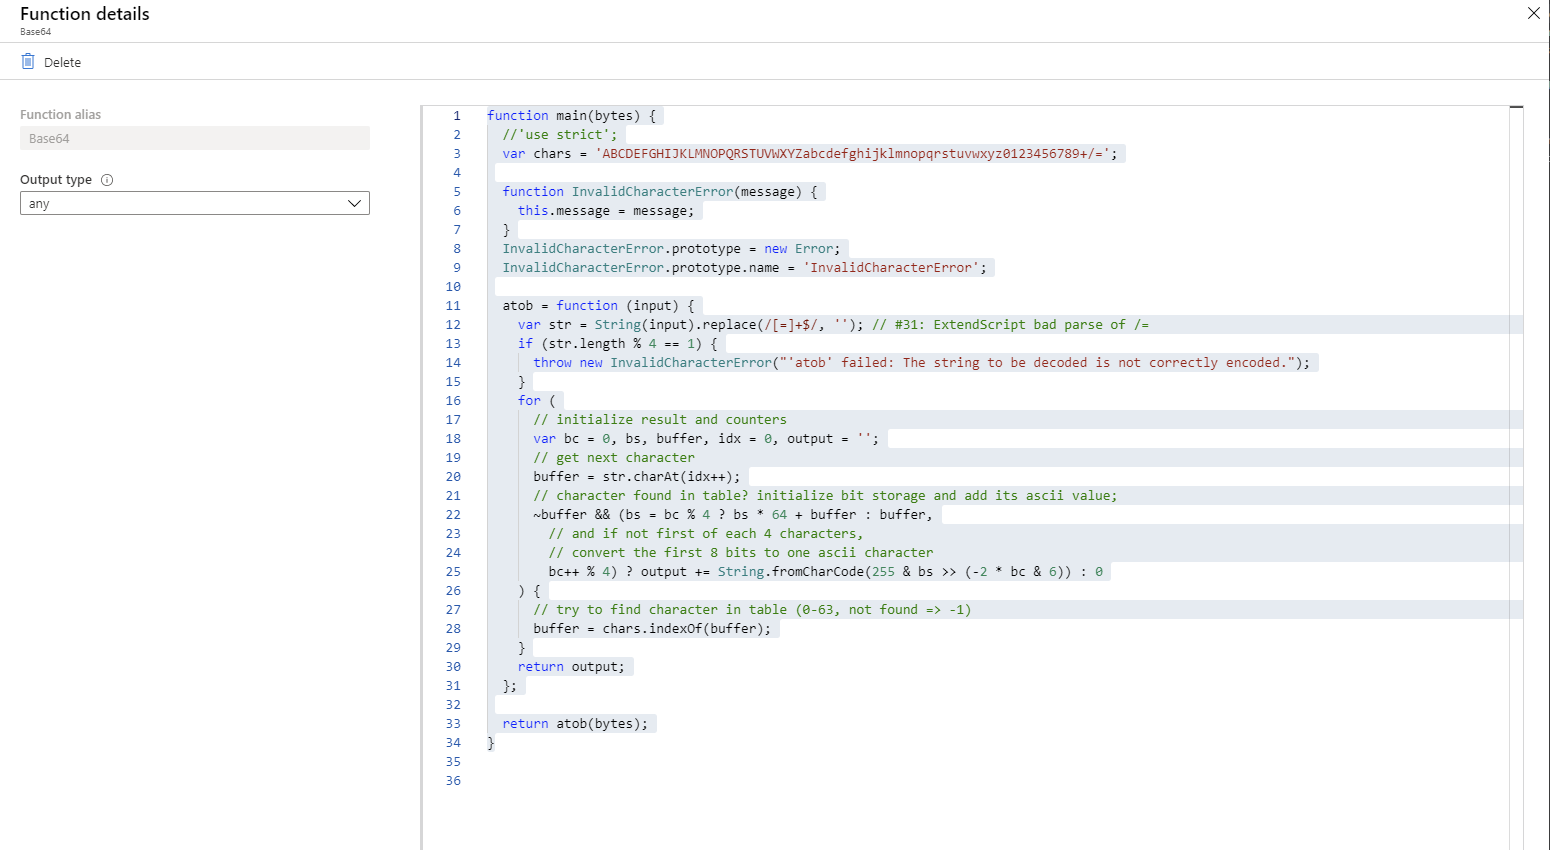 Function details
Base64
Delete
Function alias
Base64
Output type
any
1 function main(bytes) {
2 //'use strict';
3 var chars = 'ABCDEFGHIJKLMNOPQRSTUVWXYZabcdefghijklmnopqrstuvwxyz0123456789+/=';
4
5 function InvalidCharacterError(message) {
6 this.message = message;
7 }
8 InvalidCharacterError.prototype = new Error;
9 InvalidCharacterError.prototype.name = 'InvalidCharacterError';
10
11 atob = function (input) {
12 var str = String(input).replace(/[=]+$/, ''); // #31: ExtendScript bad parse of /=
13 if (str.length % 4 == 1) {
14 throw new InvalidCharacterError("'atob' failed: The string to be decoded is not correctly encoded.");
15 }
16 for (
17 // initialize result and counters
18 var bc = 0, bs, buffer, idx = 0, output = '';
19 // get next character
20 buffer = str.charAt(idx++);
21 // character found in table? initialize bit storage and add its ascii value;
22 ~buffer && (bs = bc % 4 ? bs * 64 + buffer : buffer,
23 // and if not first of each 4 characters,
24 // convert the first 8 bits to one ascii character
25 bc++ % 4) ? output += String.fromCharCode(255 & bs >> (-2 * bc & 6)) : 0
26 ) {
27 // try to find character in table (0-63, not found => -1)
28 buffer = chars.indexOf(buffer);
29 }
30 return output;
31 };
32
33 return atob(bytes);
34 }
35
36